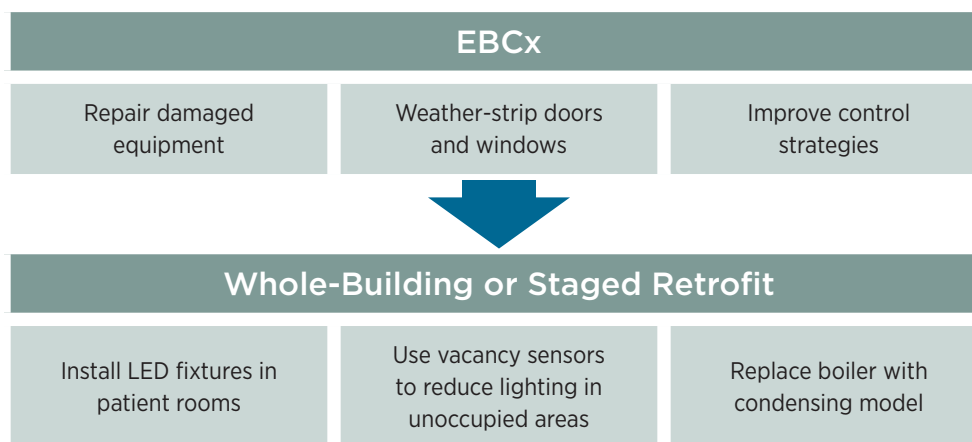 EBCx
Repair damaged
equipment
Weather-strip doors
and windows
Improve control
strategies
Whole-Building or Staged Retrofit
Install LED fixtures in
patient rooms
Use vacancy sensors
to reduce lighting in
unoccupied areas
Replace boiler with
condensing model